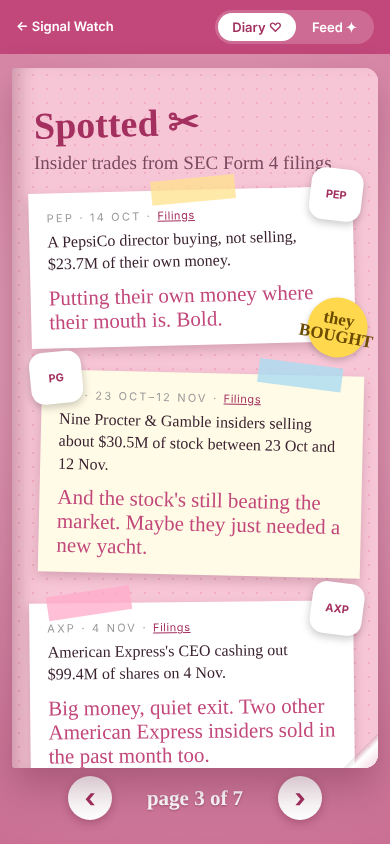 ← Signal Watch
Diary ♡
Feed ✦
Spotted ✂
Insider trades from SEC Form 4 filings.
PEP
PEP · 14 OCT · Filings
A PepsiCo director buying, not selling,
$23.7M of their own money.
Putting their own money where
their mouth is. Bold.
they
BOUGHT
PG
· 23 OCT–12 NOV · Filings
Nine Procter & Gamble insiders selling
about $30.5M of stock between 23 Oct and
12 Nov.
And the stock's still beating the
market. Maybe they just needed a
new yacht.
AXP
AXP · 4 NOV · Filings
American Express's CEO cashing out
$99.4M of shares on 4 Nov.
Big money, quiet exit. Two other
American Express insiders sold in
the past month too.
‹
page 3 of 7
›